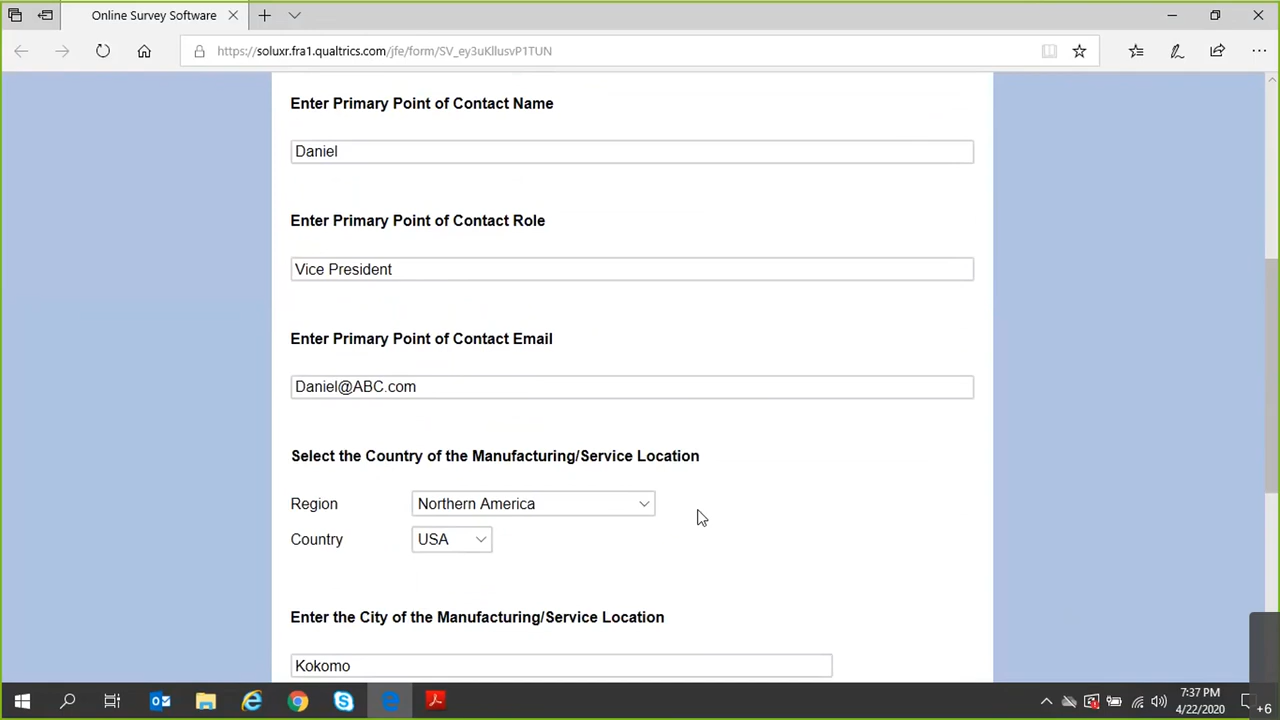 Online Survey Software
https://soluxr.fra1.qualtrics.com/jfe/form/SV_ey3uKllusvP1TUN
Enter Primary Point of Contact Name
Daniel
Enter Primary Point of Contact Role
Vice President
Enter Primary Point of Contact Email
Daniel@ABC.com
Select the Country of the Manufacturing/Service Location
Region Northern America
Country USA
Enter the City of the Manufacturing/Service Location
Kokomo
7:37 PM
4/22/2020
+6